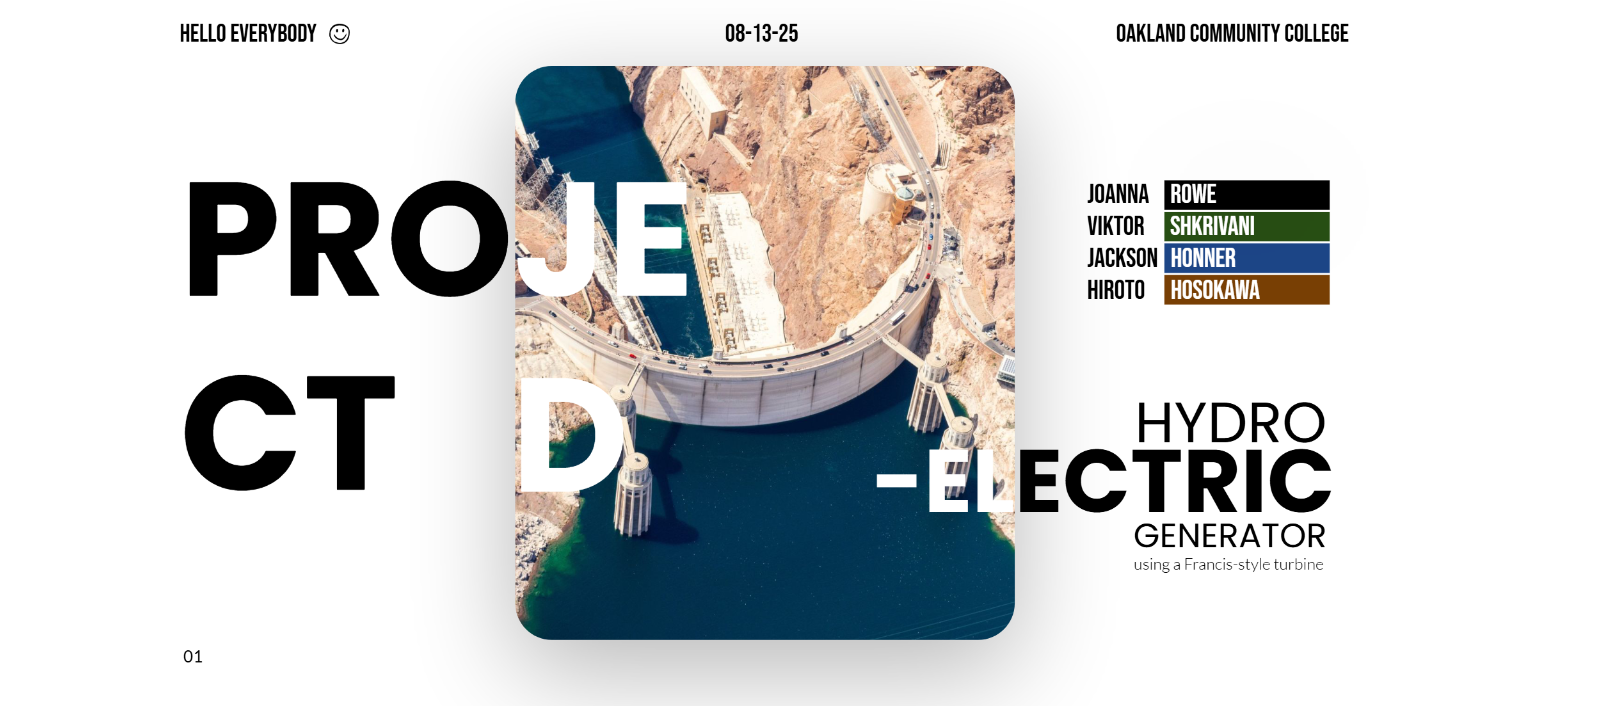 HELLO EVERYBODY ☺
08-13-25
OAKLAND COMMUNITY COLLEGE
PROJE
CT D
JOANNA ROWE
VIKTOR SHKRIVANI
JACKSON HONNER
HIROTO HOSOKAWA
HYDRO
-ELECTRIC
GENERATOR
using a Francis-style turbine
01